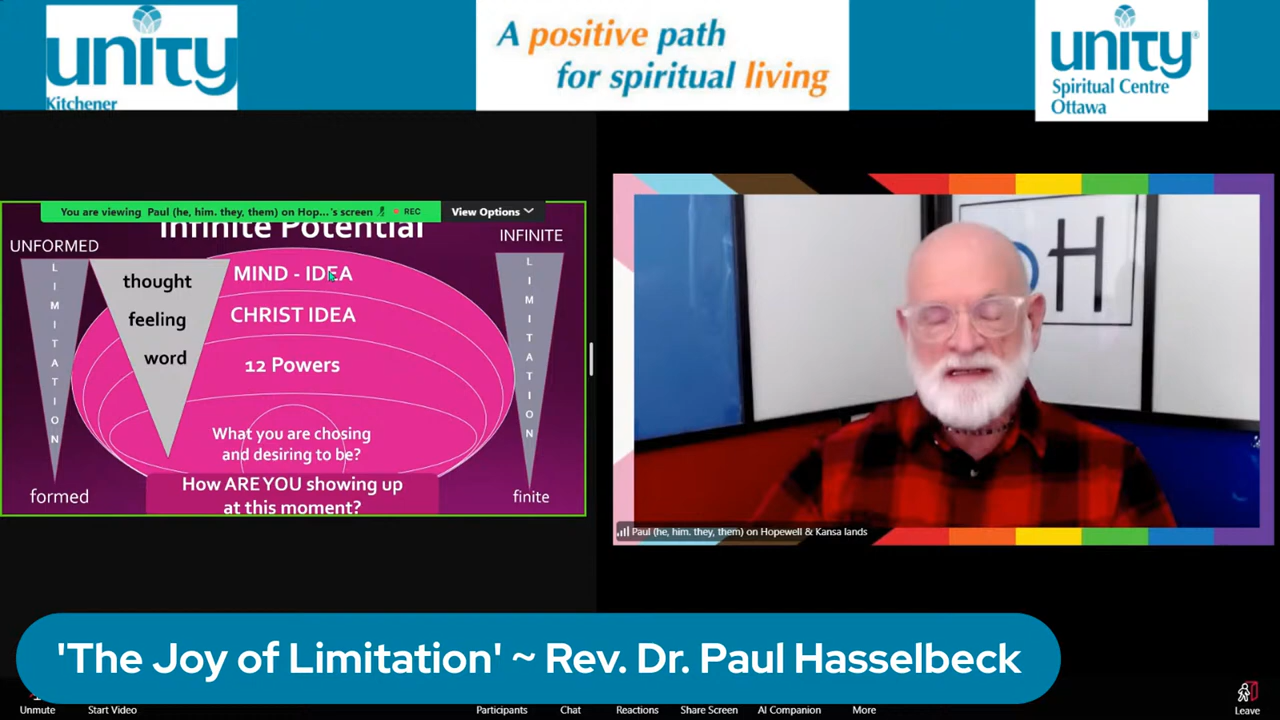 unity
Kitchener
A positive path
for spiritual living
unity®
Spiritual Centre
Ottawa
You are viewing Paul (he, him. they, them) on Hop...'s screen
REC
View Options
Infinite Potential
UNFORMED
INFINITE
LIMITATION
thought
feeling
word
MIND - IDEA
CHRIST IDEA
12 Powers
What you are chosing
and desiring to be?
How ARE YOU showing up
at this moment?
LIMITATION
formed
finite
H
Paul (he, him. they, them) on Hopewell & Kansa lands
'The Joy of Limitation' ~ Rev. Dr. Paul Hasselbeck
Unmute
Start Video
Participants
Chat
Reactions
Share Screen
AI Companion
More
Leave